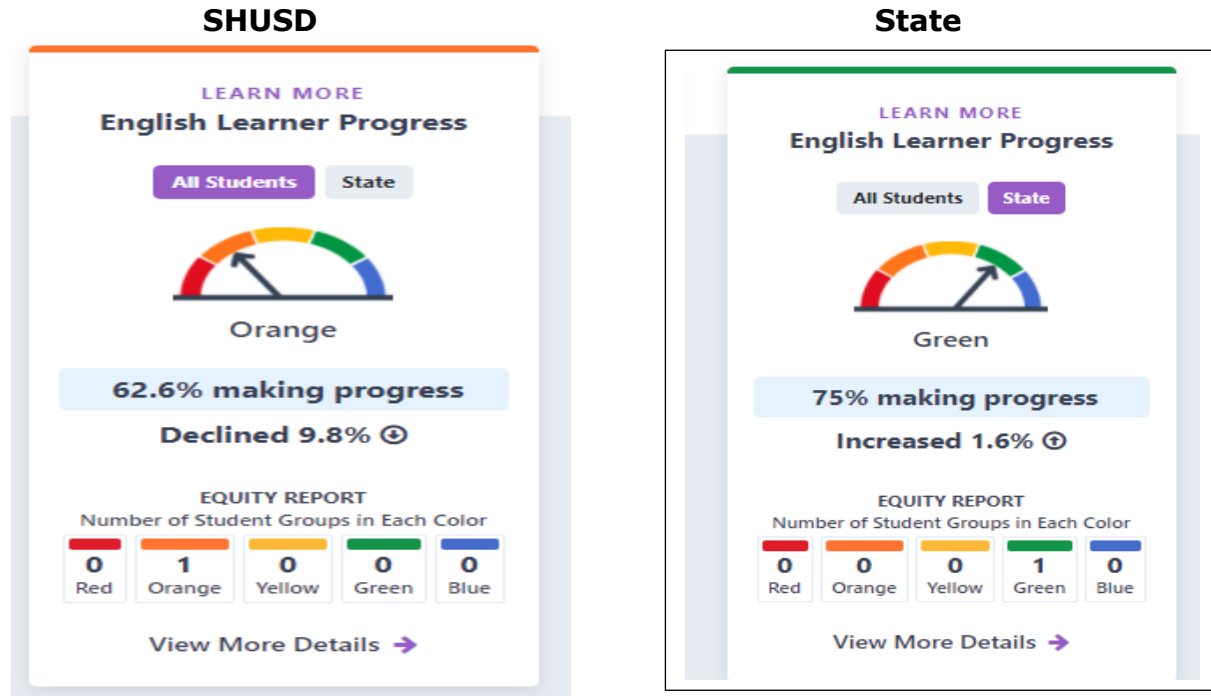 SHUSD
LEARN MORE
English Learner Progress
All Students State
Orange
62.6% making progress
Declined 9.8%
EQUITY REPORT
Number of Student Groups in Each Color
0 1 0 0 0
Red Orange Yellow Green Blue
View More Details
State
LEARN MORE
English Learner Progress
All Students State
Green
75% making progress
Increased 1.6%
EQUITY REPORT
Number of Student Groups in Each Color
0 0 0 1 0
Red Orange Yellow Green Blue
View More Details